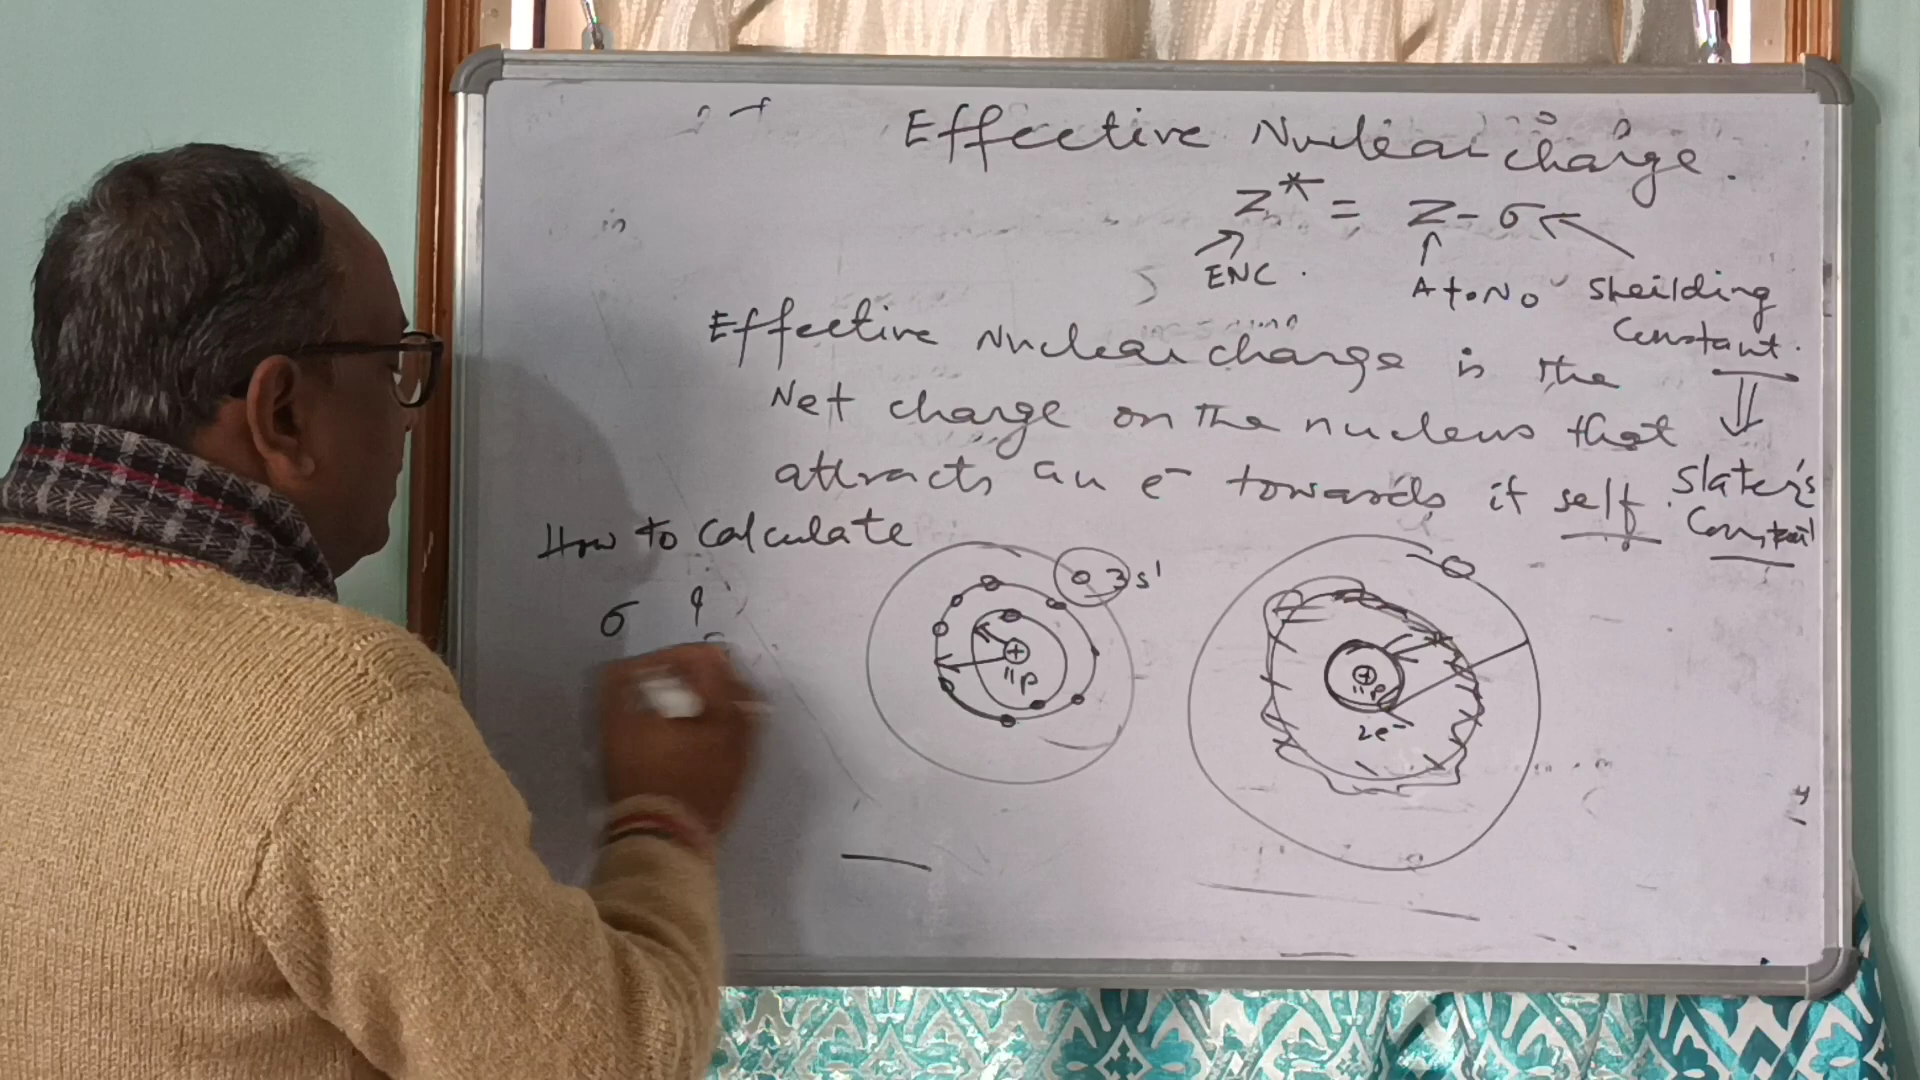 Effective Nuclear charge.
Z* = Z - σ
ENC. At. No Sheilding
Constant.
Effective Nuclear charge is the
Net charge on the nucleus that
attracts an e⁻ towards it self. Slater's
Constant
How to Calculate
σ ?
3s¹
+
11p
+
11p
2e⁻